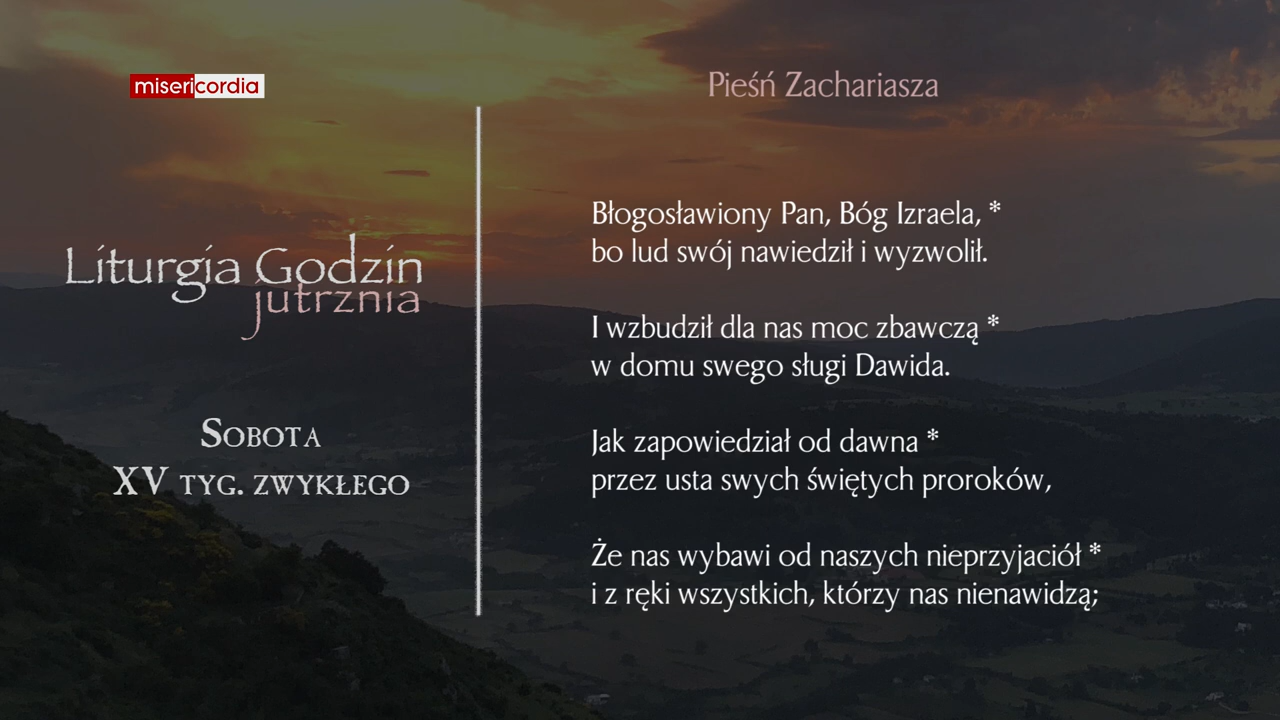 misericordia
Liturgia Godzin
jutrznia
Sobota
XV tyg. zwykłego
Pieśń Zachariasza
Błogosławiony Pan, Bóg Izraela, *
bo lud swój nawiedził i wyzwolił.
I wzbudził dla nas moc zbawczą *
w domu swego sługi Dawida.
Jak zapowiedział od dawna *
przez usta swych świętych proroków,
Że nas wybawi od naszych nieprzyjaciół *
i z ręki wszystkich, którzy nas nienawidzą;